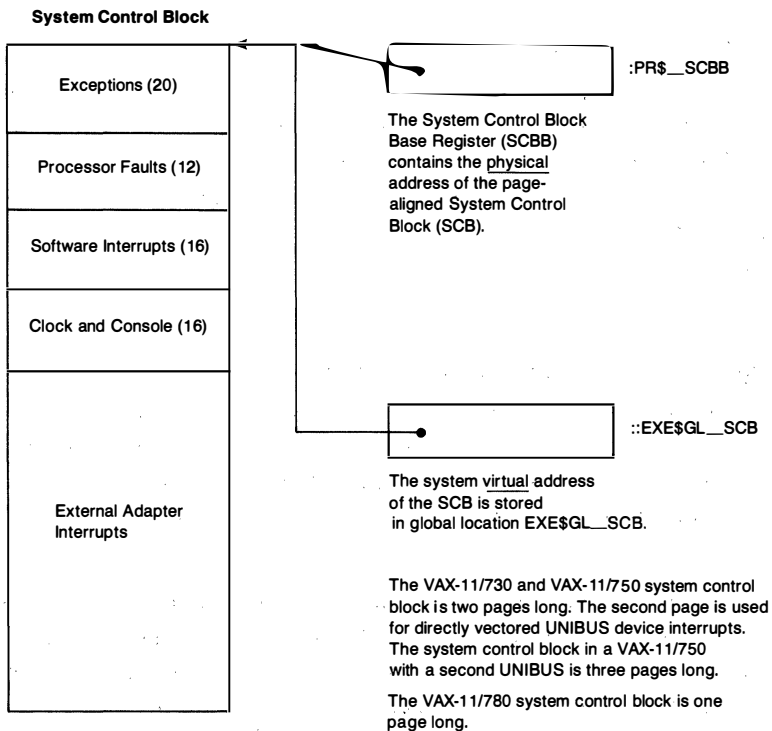 System Control Block
Exceptions (20)
Processor Faults (12)
Software Interrupts (16)
Clock and Console (16)
External Adapter
Interrupts
:PR$__SCBB
The System Control Block
Base Register (SCBB)
contains the physical
address of the page-
aligned System Control
Block (SCB).
::EXE$GL__SCB
The system virtual address
of the SCB is stored
in global location EXE$GL__SCB.
The VAX-11/730 and VAX-11/750 system control
block is two pages long. The second page is used
for directly vectored UNIBUS device interrupts.
The system control block in a VAX-11/750
with a second UNIBUS is three pages long.
The VAX-11/780 system control block is one
page long.